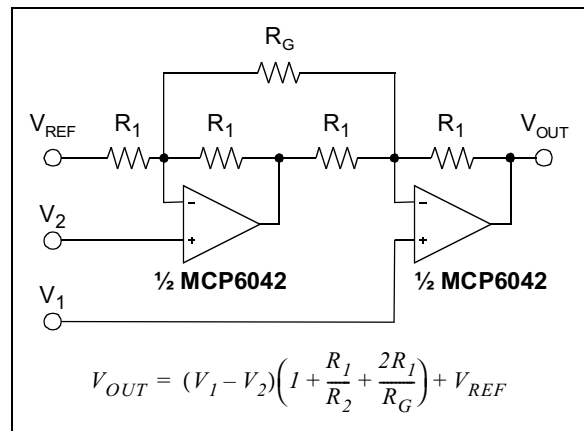 R_G
V_REF R_1 R_1 R_1 R_1 V_OUT
V_2
½ MCP6042 ½ MCP6042
V_1
V_OUT = (V_1 – V_2)(1 + R_1/R_2 + 2R_1/R_G) + V_REF